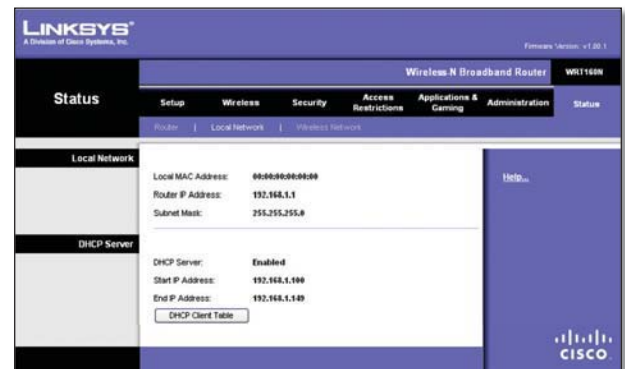 LINKSYS®
A Division of Cisco Systems, Inc.
Firmware Version: v1.00.1
Wireless-N Broadband Router WRT160N
Status
Setup Wireless Security Access Restrictions Applications & Gaming Administration Status
Router | Local Network | Wireless Network
Local Network
Local MAC Address: 00:00:00:00:00:00
Router IP Address: 192.168.1.1
Subnet Mask: 255.255.255.0
Help...
DHCP Server
DHCP Server: Enabled
Start IP Address: 192.168.1.100
End IP Address: 192.168.1.149
DHCP Client Table
CISCO